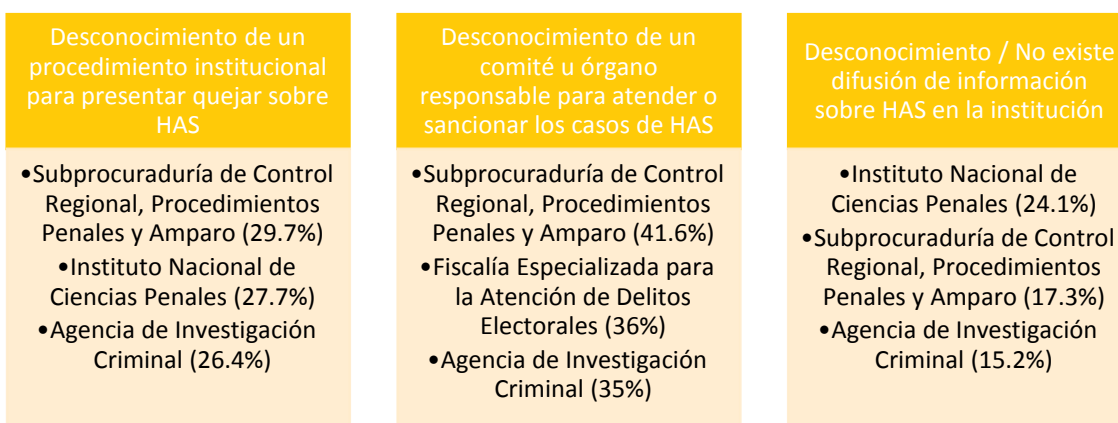 Desconocimiento de un
procedimiento institucional
para presentar quejar sobre
HAS
•Subprocuraduría de Control
Regional, Procedimientos
Penales y Amparo (29.7%)
•Instituto Nacional de
Ciencias Penales (27.7%)
•Agencia de Investigación
Criminal (26.4%)
Desconocimiento de un
comité u órgano
responsable para atender o
sancionar los casos de HAS
•Subprocuraduría de Control
Regional, Procedimientos
Penales y Amparo (41.6%)
•Fiscalía Especializada para
la Atención de Delitos
Electorales (36%)
•Agencia de Investigación
Criminal (35%)
Desconocimiento / No existe
difusión de información
sobre HAS en la institución
•Instituto Nacional de
Ciencias Penales (24.1%)
•Subprocuraduría de Control
Regional, Procedimientos
Penales y Amparo (17.3%)
•Agencia de Investigación
Criminal (15.2%)